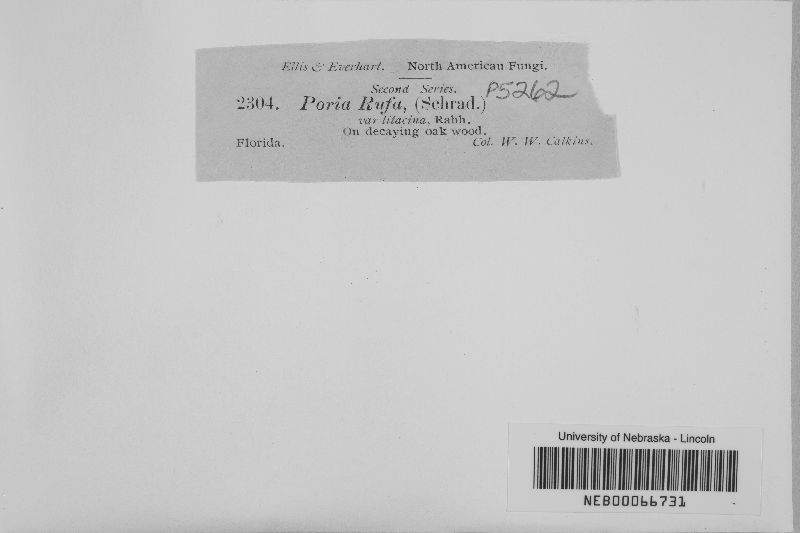 Ellis & Everhart. North American Fungi.
Second Series.
P5262
2304. Poria Rufa, (Schrad.)
var lilacina, Rabh.
On decaying oak wood.
Florida. Col. W. W. Calkins.
University of Nebraska - Lincoln
NEB00066731